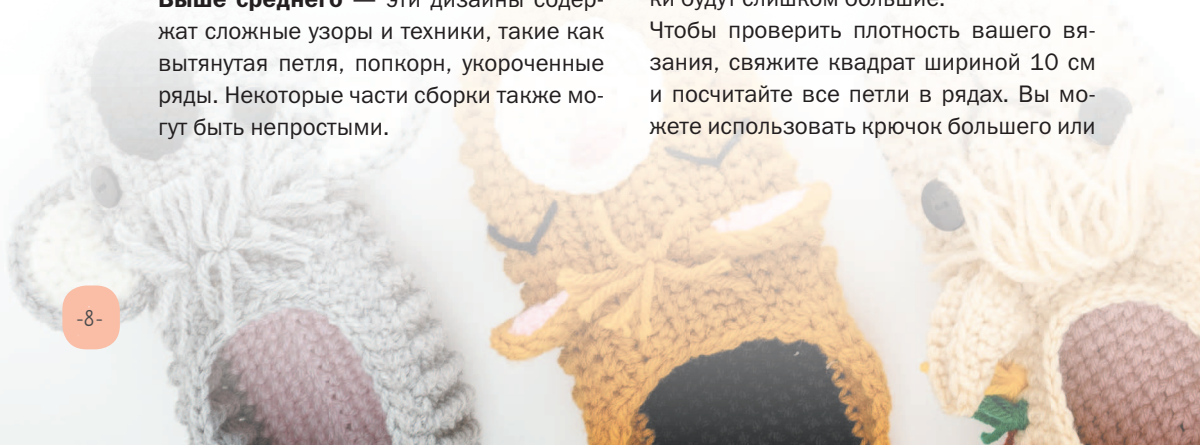 Выше среднего — эти дизайны содер-
жат сложные узоры и техники, такие как
вытянутая петля, попкорн, укороченные
ряды. Некоторые части сборки также мо-
гут быть непростыми.
ки будут слишком большие.
Чтобы проверить плотность вашего вя-
зания, свяжите квадрат шириной 10 см
и посчитайте все петли в рядах. Вы мо-
жете использовать крючок большего или
-8-